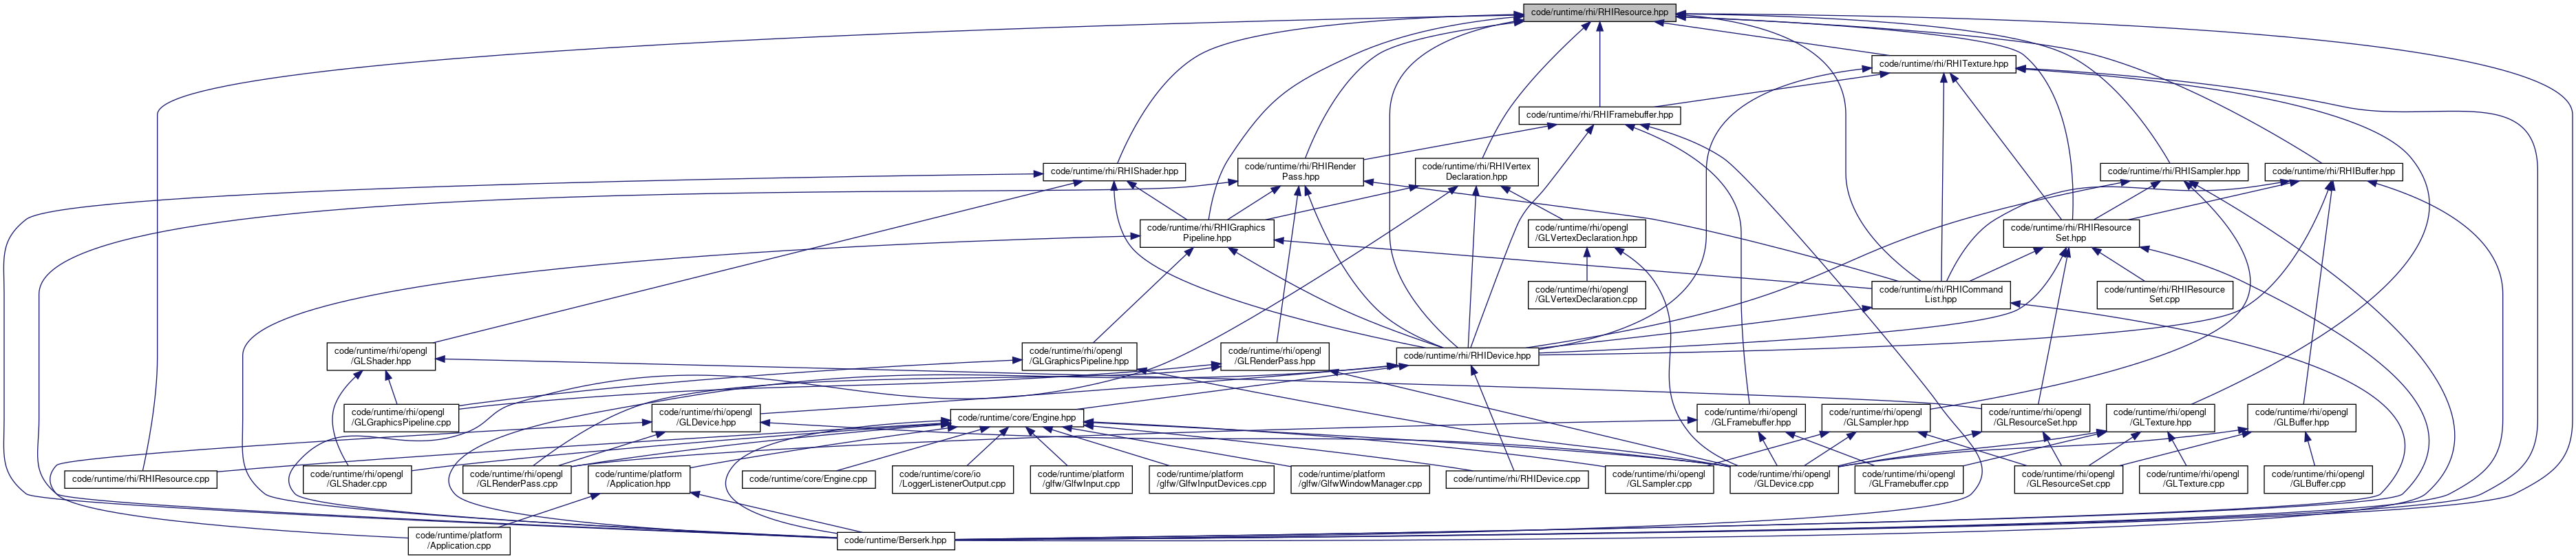 code/runtime/rhi/RHIResource.hpp
code/runtime/rhi/RHITexture.hpp
code/runtime/rhi/RHIFramebuffer.hpp
code/runtime/rhi/RHIShader.hpp
code/runtime/rhi/RHIRender
Pass.hpp
code/runtime/rhi/RHIVertex
Declaration.hpp
code/runtime/rhi/RHISampler.hpp
code/runtime/rhi/RHIBuffer.hpp
code/runtime/rhi/RHIGraphics
Pipeline.hpp
code/runtime/rhi/opengl
/GLVertexDeclaration.hpp
code/runtime/rhi/RHIResource
Set.hpp
code/runtime/rhi/opengl
/GLVertexDeclaration.cpp
code/runtime/rhi/RHICommand
List.hpp
code/runtime/rhi/RHIResource
Set.cpp
code/runtime/rhi/opengl
/GLShader.hpp
code/runtime/rhi/opengl
/GLGraphicsPipeline.hpp
code/runtime/rhi/opengl
/GLRenderPass.hpp
code/runtime/rhi/RHIDevice.hpp
code/runtime/rhi/opengl
/GLGraphicsPipeline.cpp
code/runtime/rhi/opengl
/GLDevice.hpp
code/runtime/core/Engine.hpp
code/runtime/rhi/opengl
/GLFramebuffer.hpp
code/runtime/rhi/opengl
/GLSampler.hpp
code/runtime/rhi/opengl
/GLResourceSet.hpp
code/runtime/rhi/opengl
/GLTexture.hpp
code/runtime/rhi/opengl
/GLBuffer.hpp
code/runtime/rhi/RHIResource.cpp
code/runtime/rhi/opengl
/GLShader.cpp
code/runtime/rhi/opengl
/GLRenderPass.cpp
code/runtime/platform
/Application.hpp
code/runtime/core/Engine.cpp
code/runtime/core/io
/LoggerListenerOutput.cpp
code/runtime/platform
/glfw/GlfwInput.cpp
code/runtime/platform
/glfw/GlfwInputDevices.cpp
code/runtime/platform
/glfw/GlfwWindowManager.cpp
code/runtime/rhi/RHIDevice.cpp
code/runtime/rhi/opengl
/GLSampler.cpp
code/runtime/rhi/opengl
/GLDevice.cpp
code/runtime/rhi/opengl
/GLFramebuffer.cpp
code/runtime/rhi/opengl
/GLResourceSet.cpp
code/runtime/rhi/opengl
/GLTexture.cpp
code/runtime/rhi/opengl
/GLBuffer.cpp
code/runtime/platform
/Application.cpp
code/runtime/Berserk.hpp